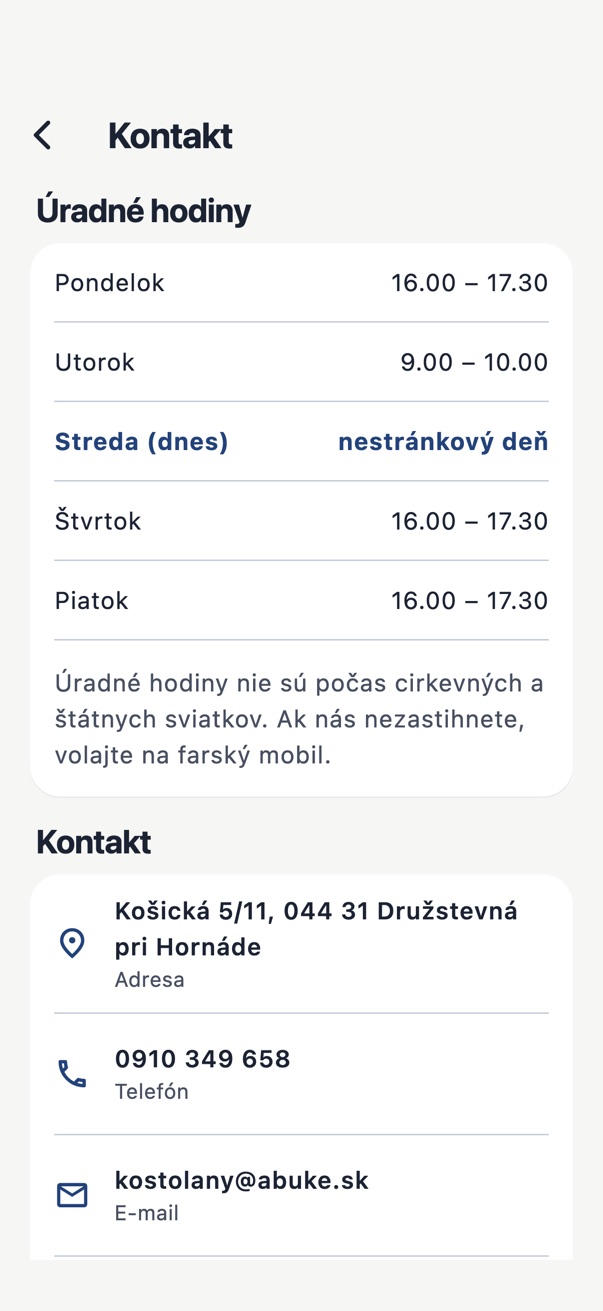 Kontakt
Úradné hodiny
Pondelok 16.00 – 17.30
Utorok 9.00 – 10.00
Streda (dnes) nestránkový deň
Štvrtok 16.00 – 17.30
Piatok 16.00 – 17.30
Úradné hodiny nie sú počas cirkevných a
štátnych sviatkov. Ak nás nezastihnete,
volajte na farský mobil.
Kontakt
Košická 5/11, 044 31 Družstevná
pri Hornáde
Adresa
0910 349 658
Telefón
kostolany@abuke.sk
E-mail